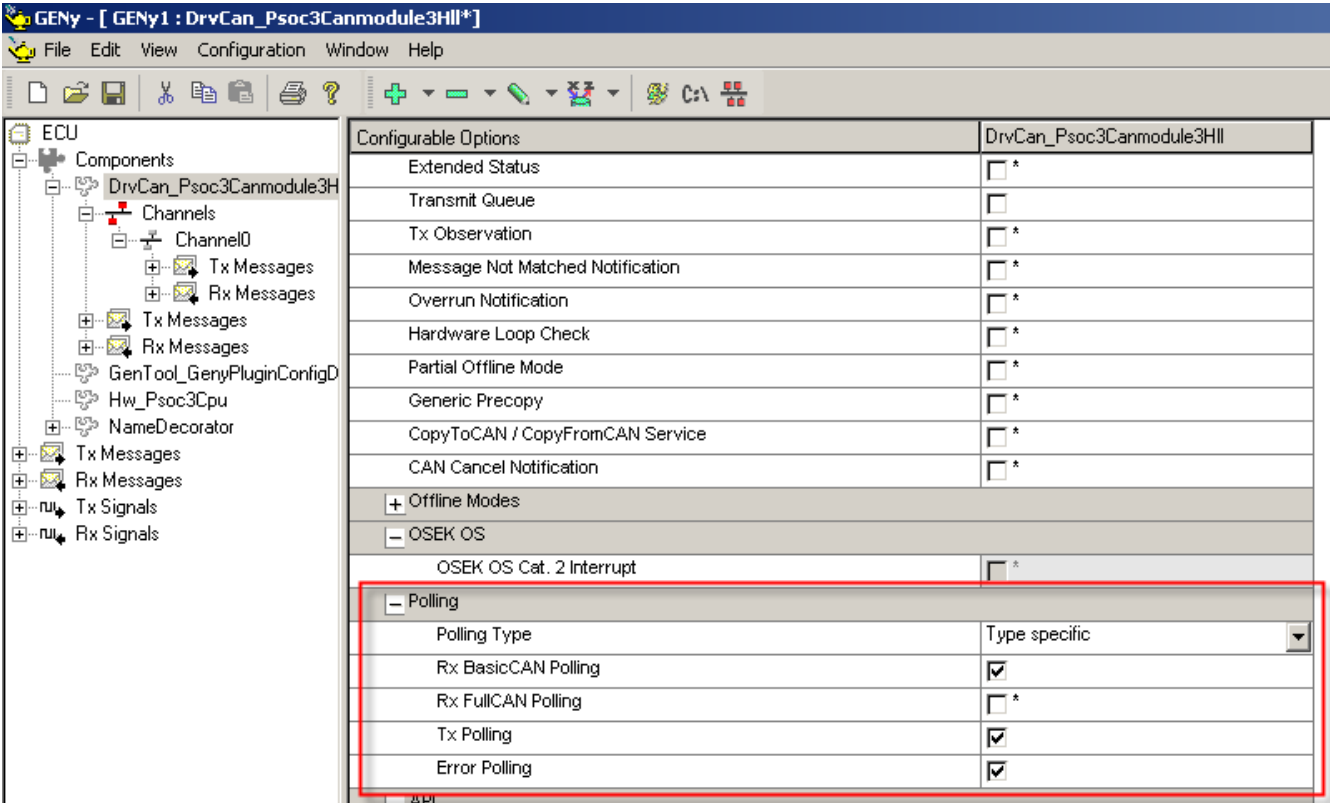 GENy - [ GENy1 : DrvCan_Psoc3Canmodule3Hll*]
File Edit View Configuration Window Help
C:\
ECU
Components
DrvCan_Psoc3Canmodule3H
Channels
Channel0
Tx Messages
Rx Messages
Tx Messages
Rx Messages
GenTool_GenyPluginConfigD
Hw_Psoc3Cpu
NameDecorator
Tx Messages
Rx Messages
Tx Signals
Rx Signals
Configurable Options DrvCan_Psoc3Canmodule3Hll
Extended Status *
Transmit Queue
Tx Observation *
Message Not Matched Notification *
Overrun Notification *
Hardware Loop Check *
Partial Offline Mode *
Generic Precopy *
CopyToCAN / CopyFromCAN Service *
CAN Cancel Notification *
Offline Modes
OSEK OS
OSEK OS Cat. 2 Interrupt *
Polling
Polling Type Type specific
Rx BasicCAN Polling
Rx FullCAN Polling *
Tx Polling
Error Polling
API